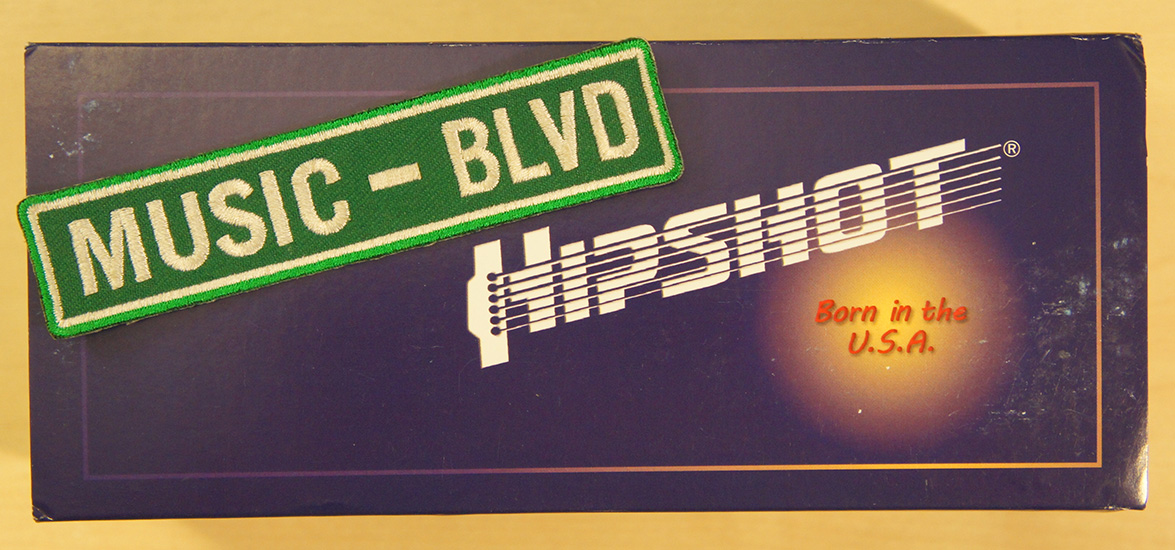 MUSIC - BLVD
HIPSHOT®
Born in the
U.S.A.